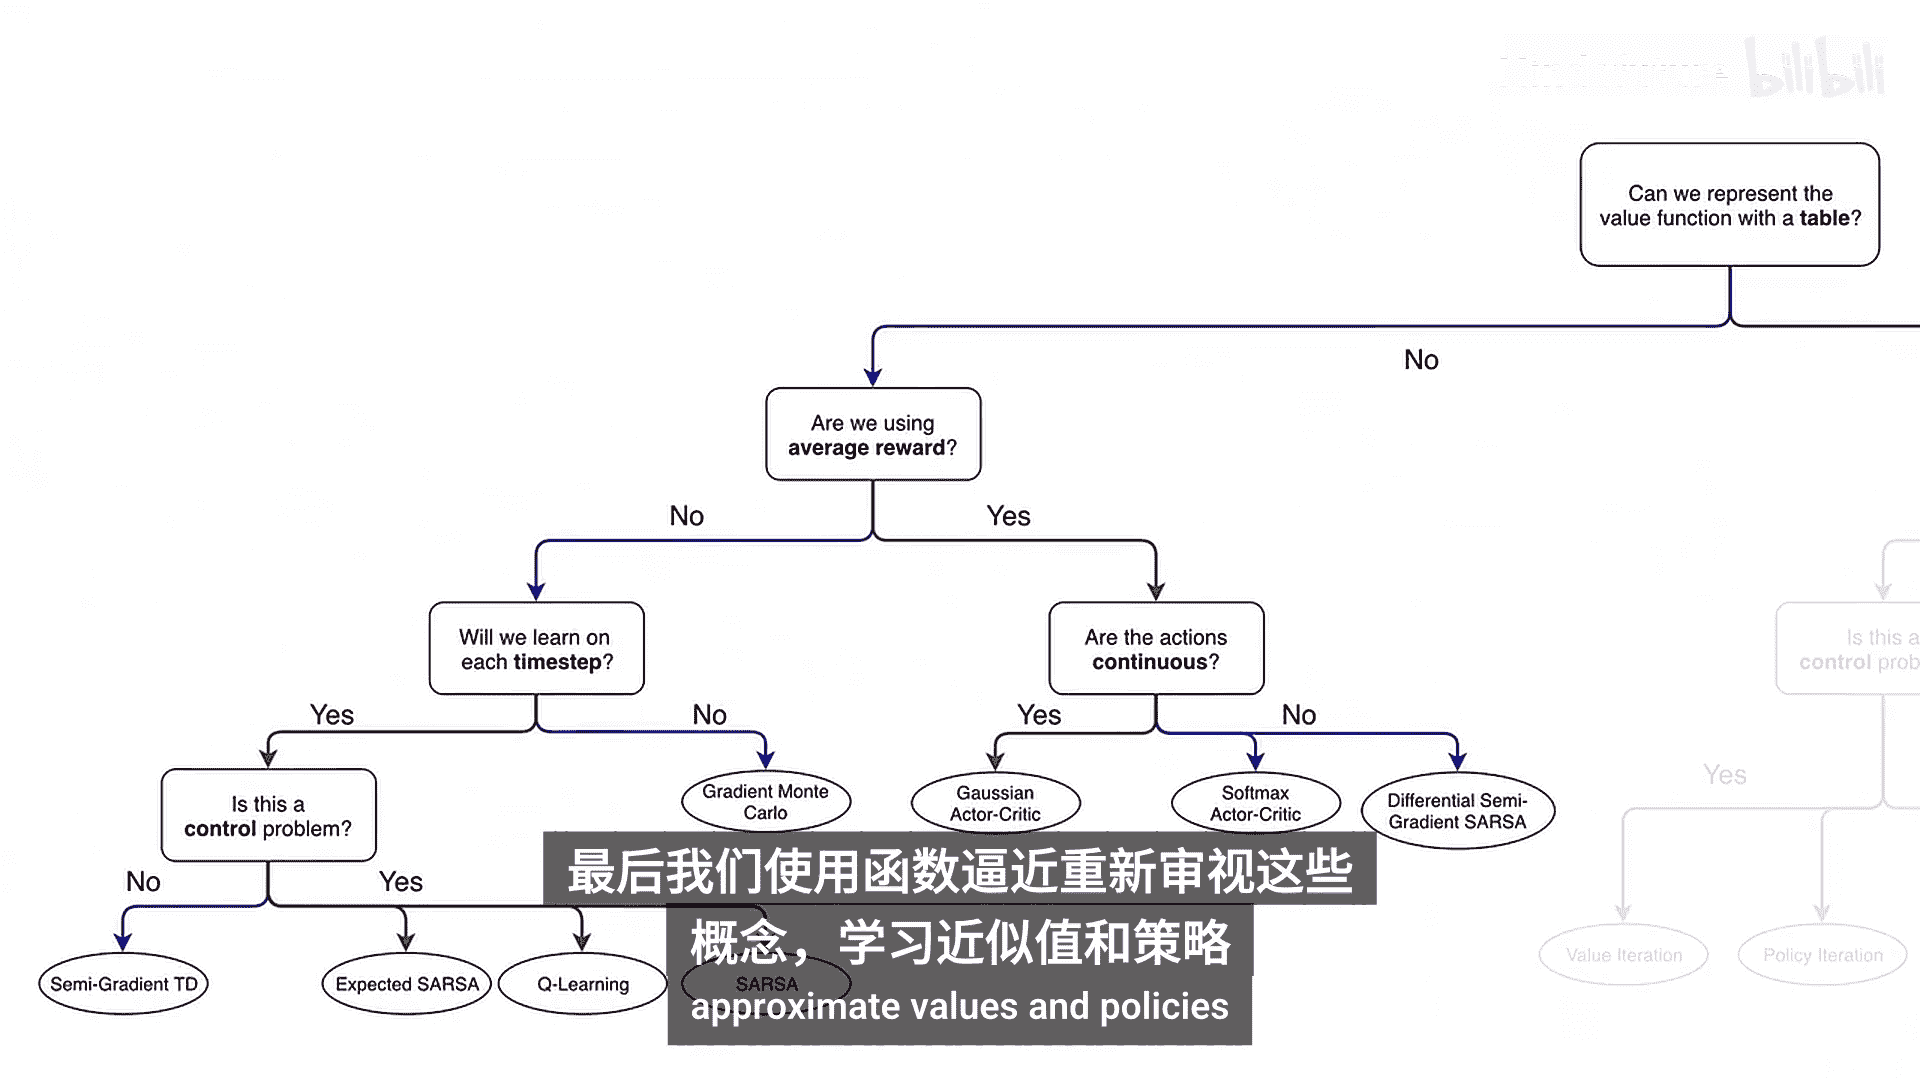 bilibili
Can we represent the
value function with a table?
No
Are we using
average reward?
No
Yes
Will we learn on
each timestep?
Are the actions
continuous?
Is this a
control prob
Yes
No
Yes
No
Yes
Is this a
control problem?
Gradient Monte
Carlo
Gaussian
Actor-Critic
Softmax
Actor-Critic
Differential Semi-
Gradient SARSA
No
Yes
Semi-Gradient TD
Expected SARSA
Q-Learning
SARSA
Value Iteration
Policy Iteration
最后我们使用函数逼近重新审视这些
概念，学习近似值和策略
approximate values and policies